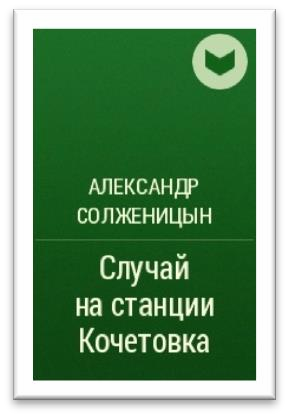 АЛЕКСАНДР
СОЛЖЕНИЦЫН
Случай
на станции
Кочетовка